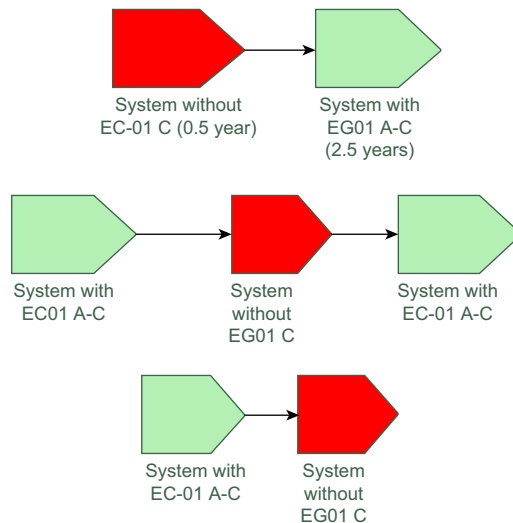 System without
EC-01 C (0.5 year)
System with
EG01 A-C
(2.5 years)
System with
EC01 A-C
System
without
EG01 C
System with
EC-01 A-C
System with
EC-01 A-C
System
without
EG01 C